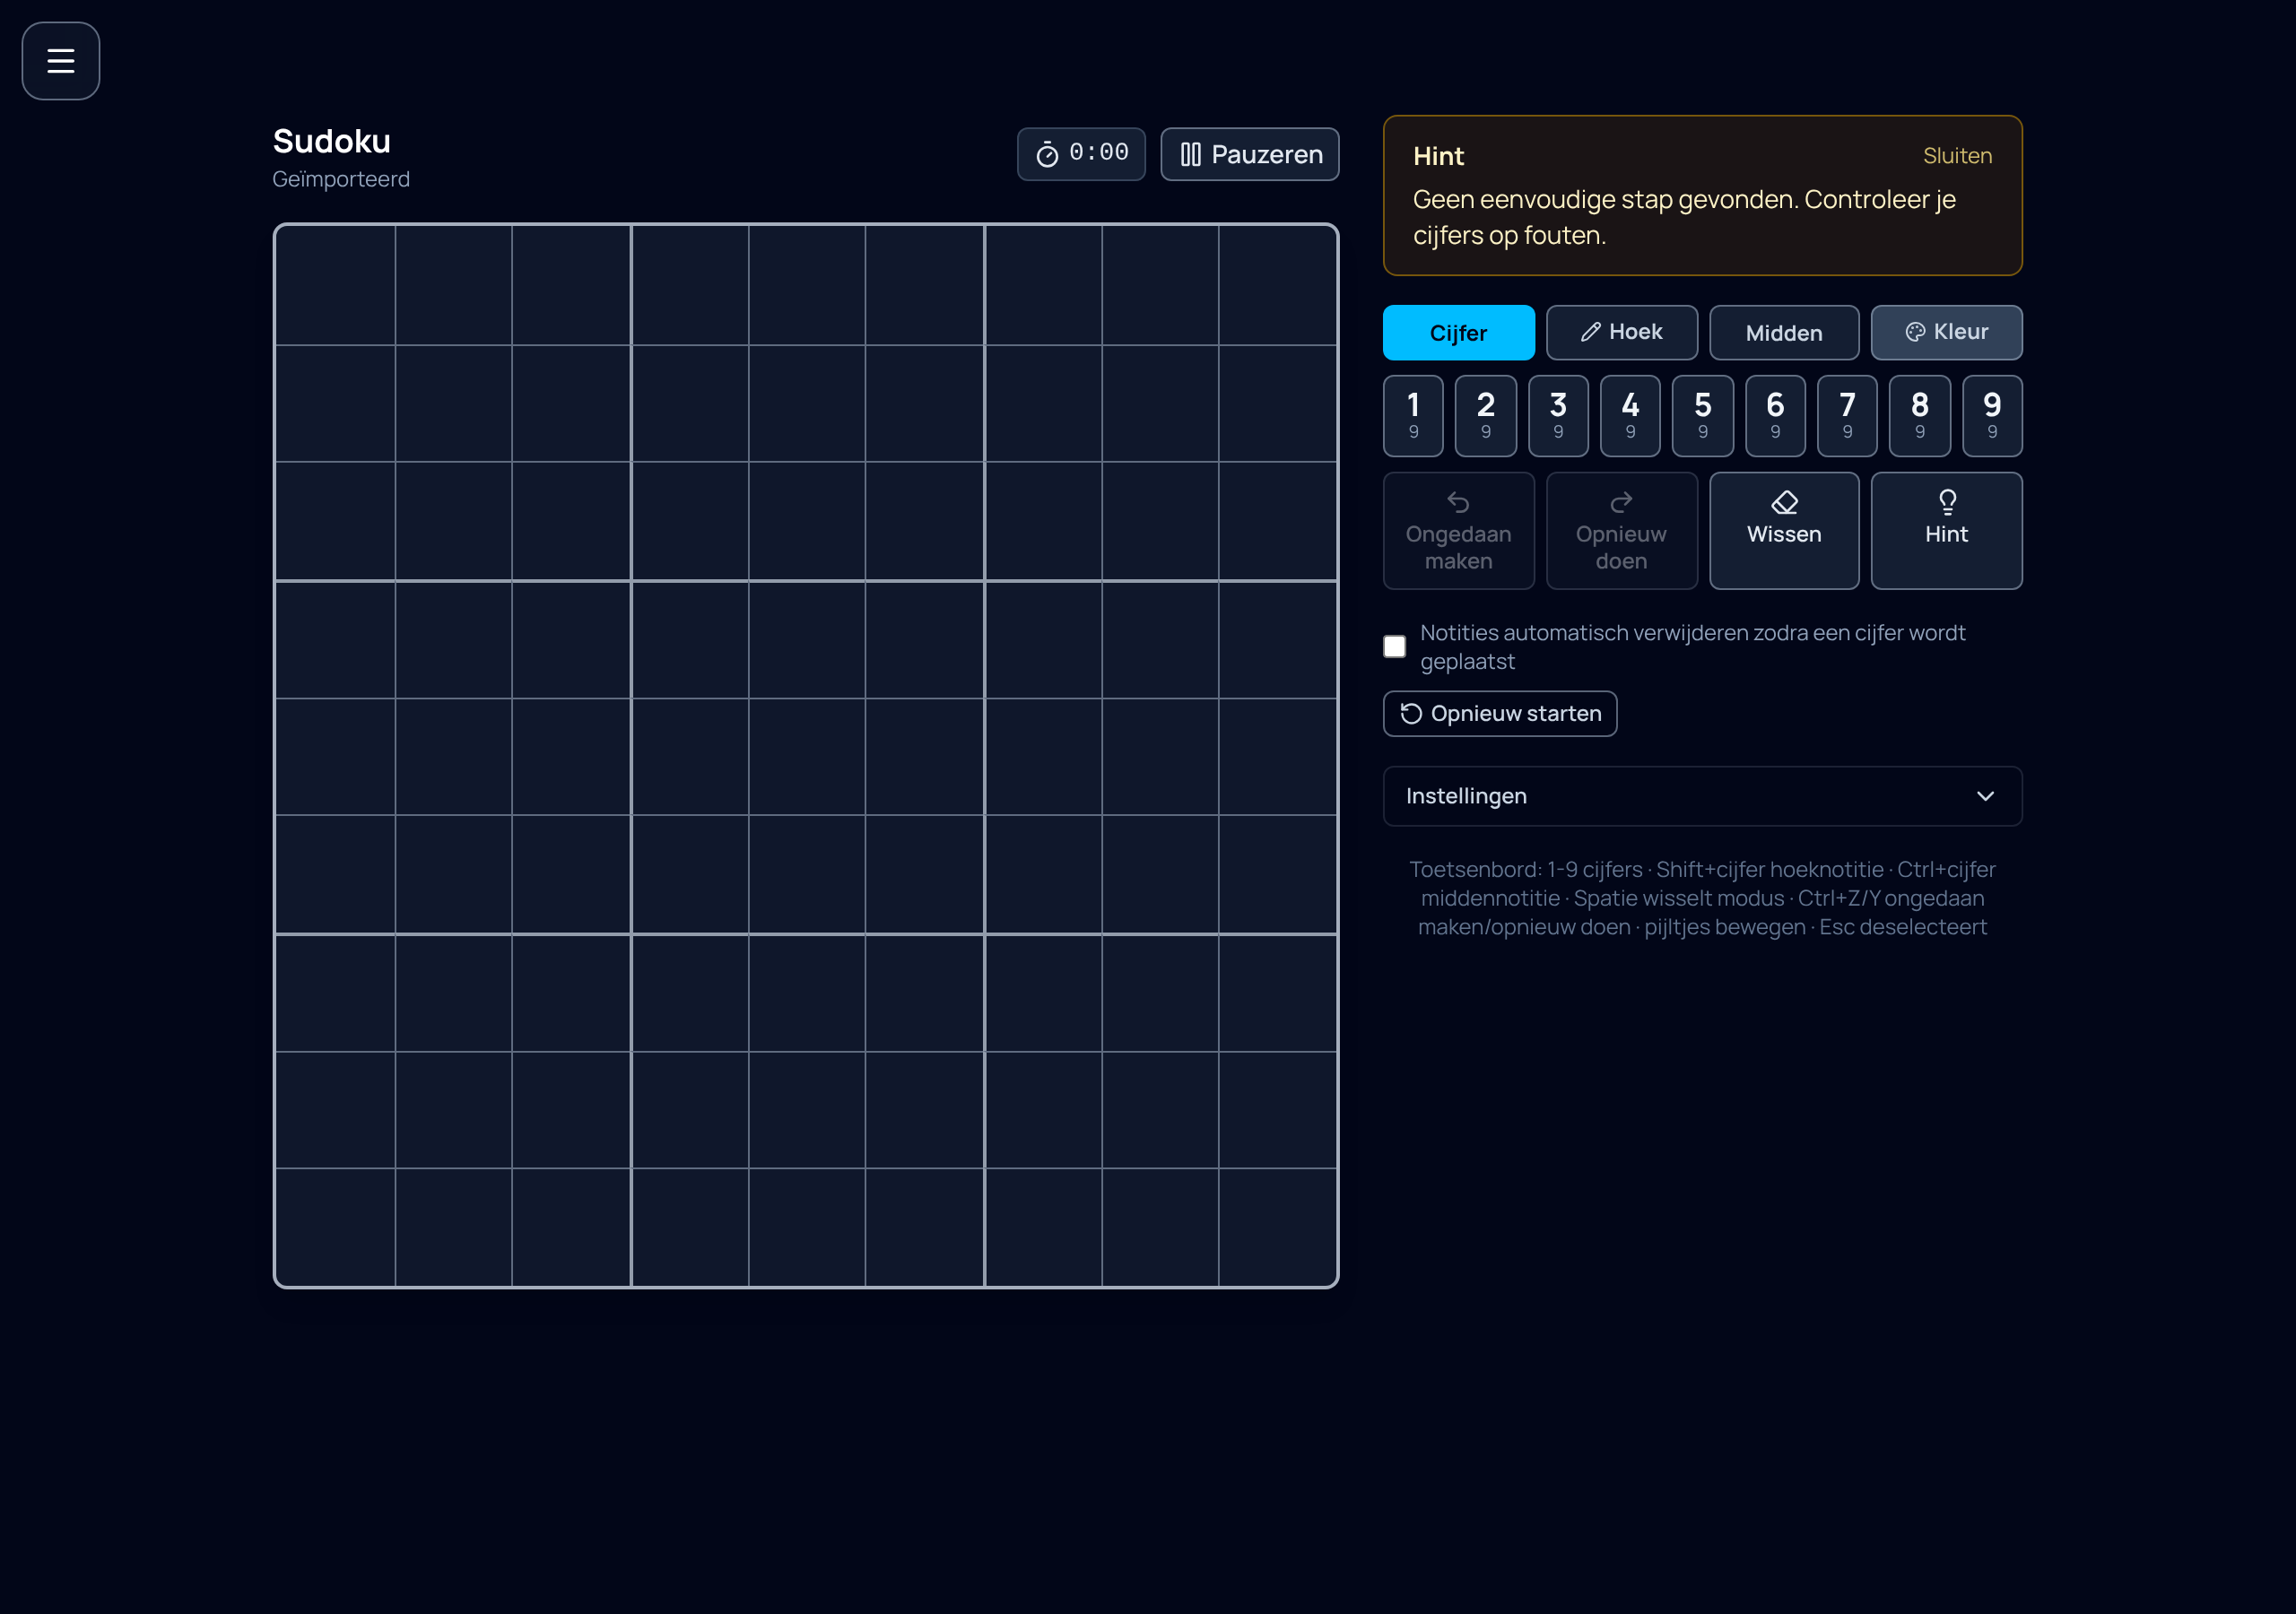 Sudoku
Geïmporteerd
0:00
Pauzeren
Hint
Sluiten
Geen eenvoudige stap gevonden. Controleer je
cijfers op fouten.
Cijfer
Hoek
Midden
Kleur
1 2 3 4 5 6 7 8 9
9 9 9 9 9 9 9 9 9
Ongedaan
maken
Opnieuw
doen
Wissen
Hint
Notities automatisch verwijderen zodra een cijfer wordt
geplaatst
Opnieuw starten
Instellingen
Toetsenbord: 1-9 cijfers · Shift+cijfer hoeknotitie · Ctrl+cijfer
middennotitie · Spatie wisselt modus · Ctrl+Z/Y ongedaan
maken/opnieuw doen · pijltjes bewegen · Esc deselecteert